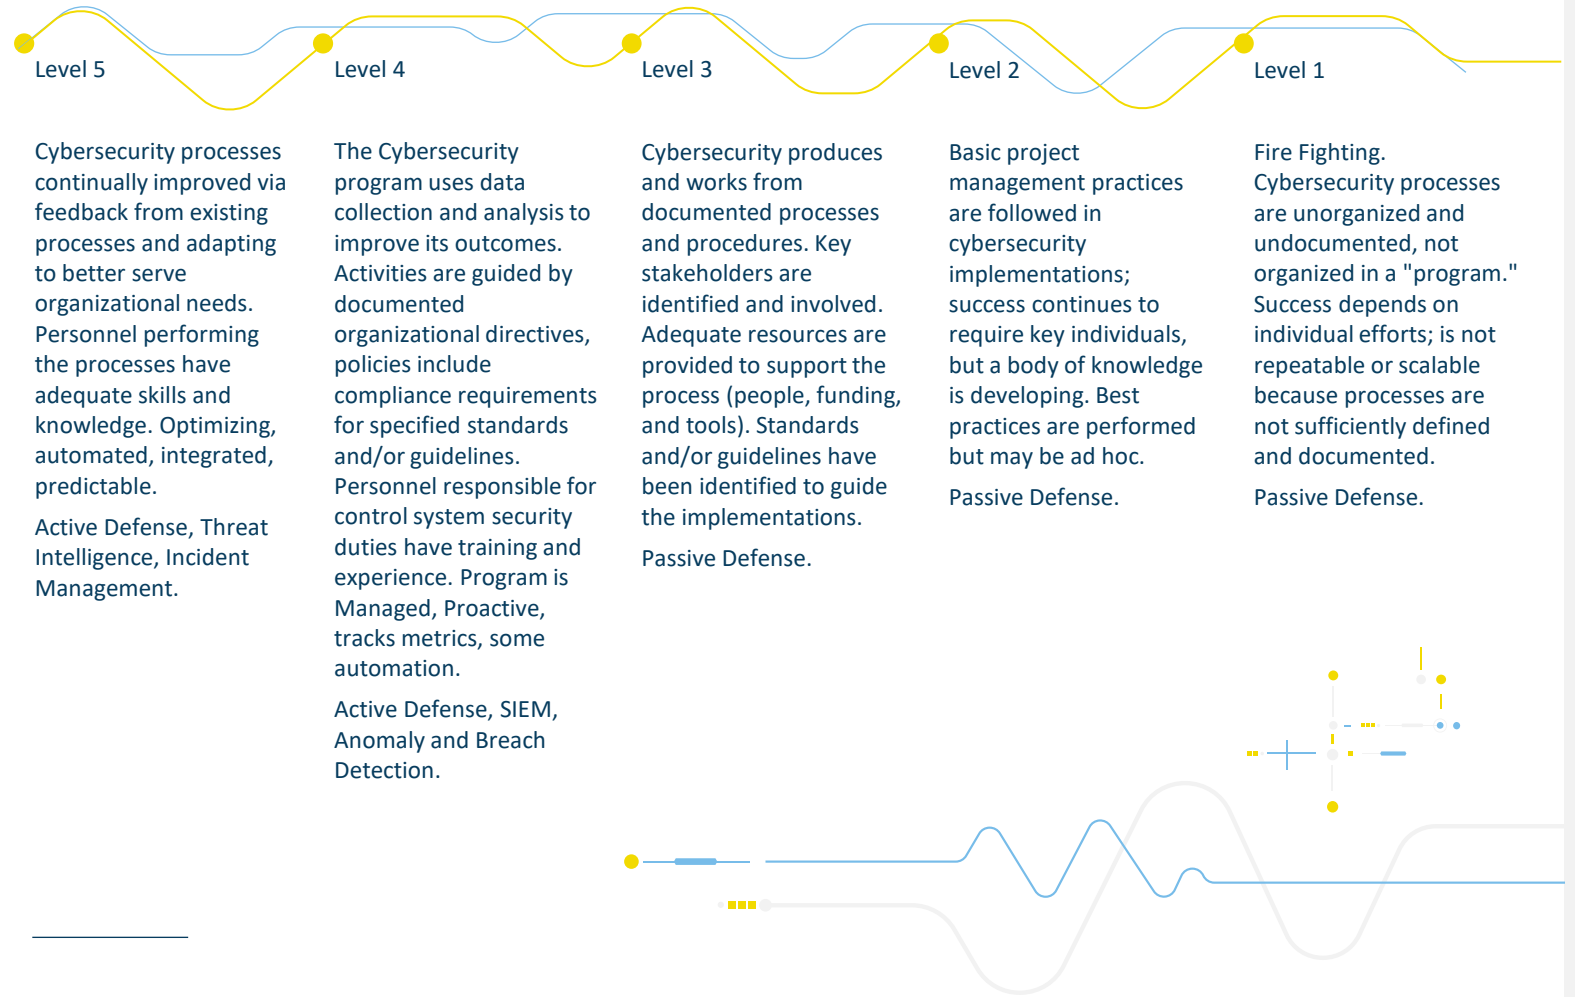 Level 5
Cybersecurity processes
continually improved via
feedback from existing
processes and adapting
to better serve
organizational needs.
Personnel performing
the processes have
adequate skills and
knowledge. Optimizing,
automated, integrated,
predictable.
Active Defense, Threat
Intelligence, Incident
Management.
Level 4
The Cybersecurity
program uses data
collection and analysis to
improve its outcomes.
Activities are guided by
documented
organizational directives,
policies include
compliance requirements
for specified standards
and/or guidelines.
Personnel responsible for
control system security
duties have training and
experience. Program is
Managed, Proactive,
tracks metrics, some
automation.
Active Defense, SIEM,
Anomaly and Breach
Detection.
Level 3
Cybersecurity produces
and works from
documented processes
and procedures. Key
stakeholders are
identified and involved.
Adequate resources are
provided to support the
process (people, funding,
and tools). Standards
and/or guidelines have
been identified to guide
the implementations.
Passive Defense.
Level 2
Basic project
management practices
are followed in
cybersecurity
implementations;
success continues to
require key individuals,
but a body of knowledge
is developing. Best
practices are performed
but may be ad hoc.
Passive Defense.
Level 1
Fire Fighting.
Cybersecurity processes
are unorganized and
undocumented, not
organized in a "program."
Success depends on
individual efforts; is not
repeatable or scalable
because processes are
not sufficiently defined
and documented.
Passive Defense.